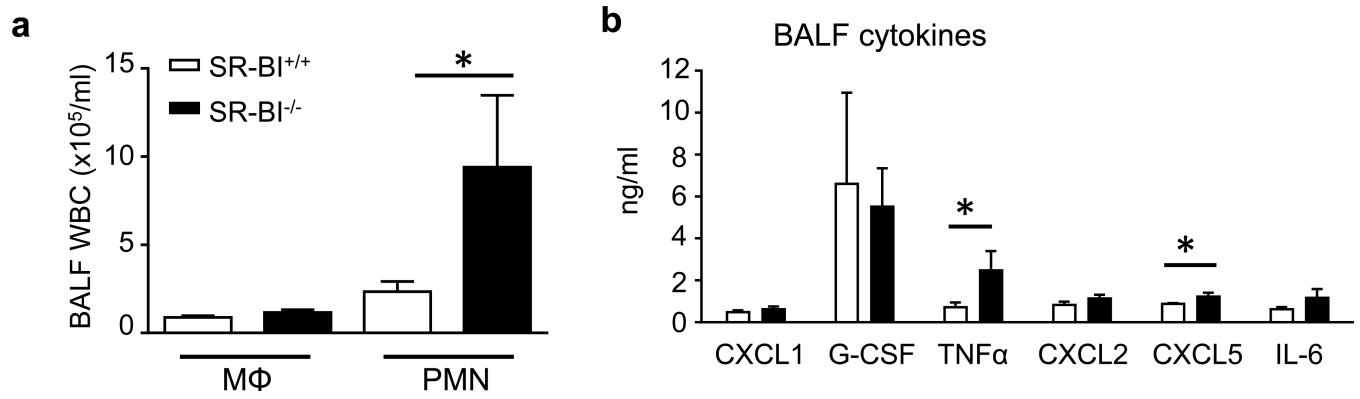 a
BALF WBC (x10⁵/ml)
15
10
5
0
SR-BI⁺/⁺
SR-BI⁻/⁻
*
MΦ
PMN
b
BALF cytokines
ng/ml
12
10
8
6
4
2
0
*
*
CXCL1 G-CSF TNFα CXCL2 CXCL5 IL-6